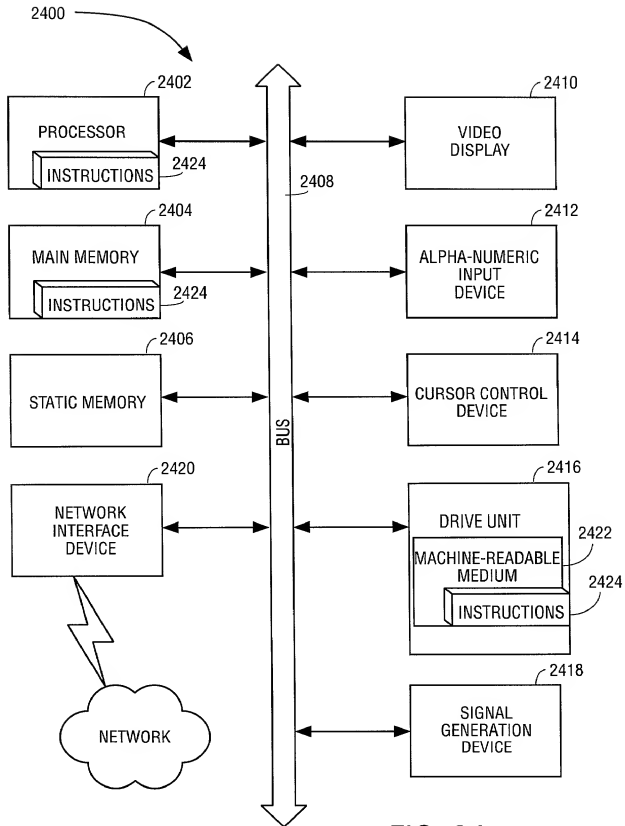 2400
2402
PROCESSOR
2424
INSTRUCTIONS
2404
MAIN MEMORY
2424
INSTRUCTIONS
2406
STATIC MEMORY
2420
NETWORK
INTERFACE
DEVICE
NETWORK
2408
BUS
2410
VIDEO
DISPLAY
2412
ALPHA-NUMERIC
INPUT
DEVICE
2414
CURSOR CONTROL
DEVICE
2416
DRIVE UNIT
2422
MACHINE-READABLE
MEDIUM
2424
INSTRUCTIONS
2418
SIGNAL
GENERATION
DEVICE